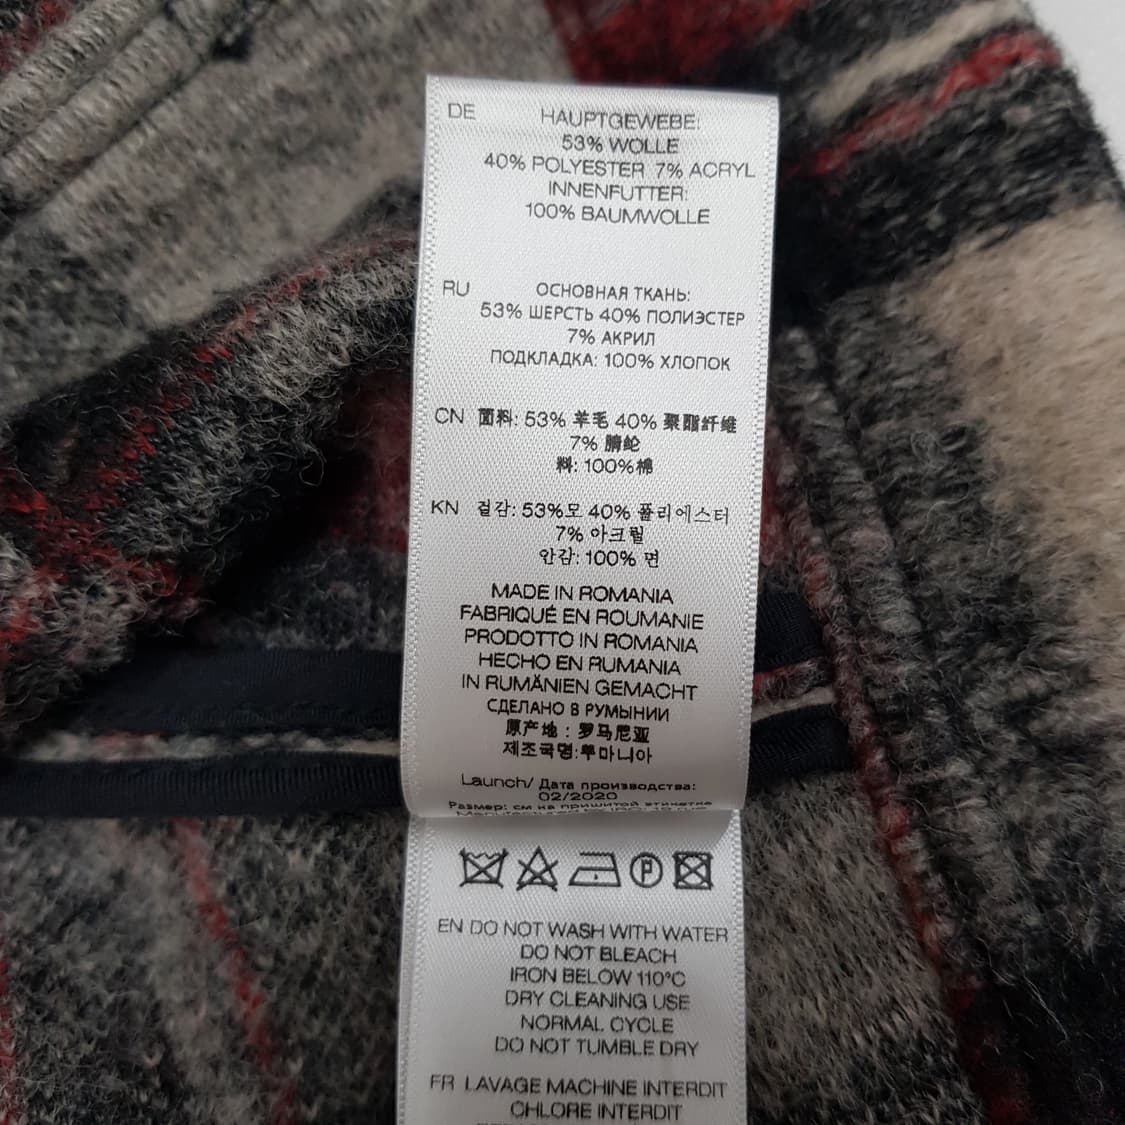 DE HAUPTGEWEBE:
53% WOLLE
40% POLYESTER 7% ACRYL
INNENFUTTER:
100% BAUMWOLLE
RU ОСНОВНАЯ ТКАНЬ:
53% ШЕРСТЬ 40% ПОЛИЭСТЕР
7% АКРИЛ
ПОДКЛАДКА: 100% ХЛОПОК
CN 面料: 53% 羊毛 40% 聚酯纤维
7% 腈纶
料: 100%棉
KN 겉감: 53%모 40% 폴리에스터
7% 아크릴
안감: 100% 면
MADE IN ROMANIA
FABRIQUÉ EN ROUMANIE
PRODOTTO IN ROMANIA
HECHO EN RUMANIA
IN RUMÄNIEN GEMACHT
СДЕЛАНО В РУМЫНИИ
原产地：罗马尼亚
제조국명:루마니아
Launch/ Дата производства:
02/2020
Размер: см на пришитой этикетке
P
EN DO NOT WASH WITH WATER
DO NOT BLEACH
IRON BELOW 110°C
DRY CLEANING USE
NORMAL CYCLE
DO NOT TUMBLE DRY
FR LAVAGE MACHINE INTERDIT
CHLORE INTERDIT